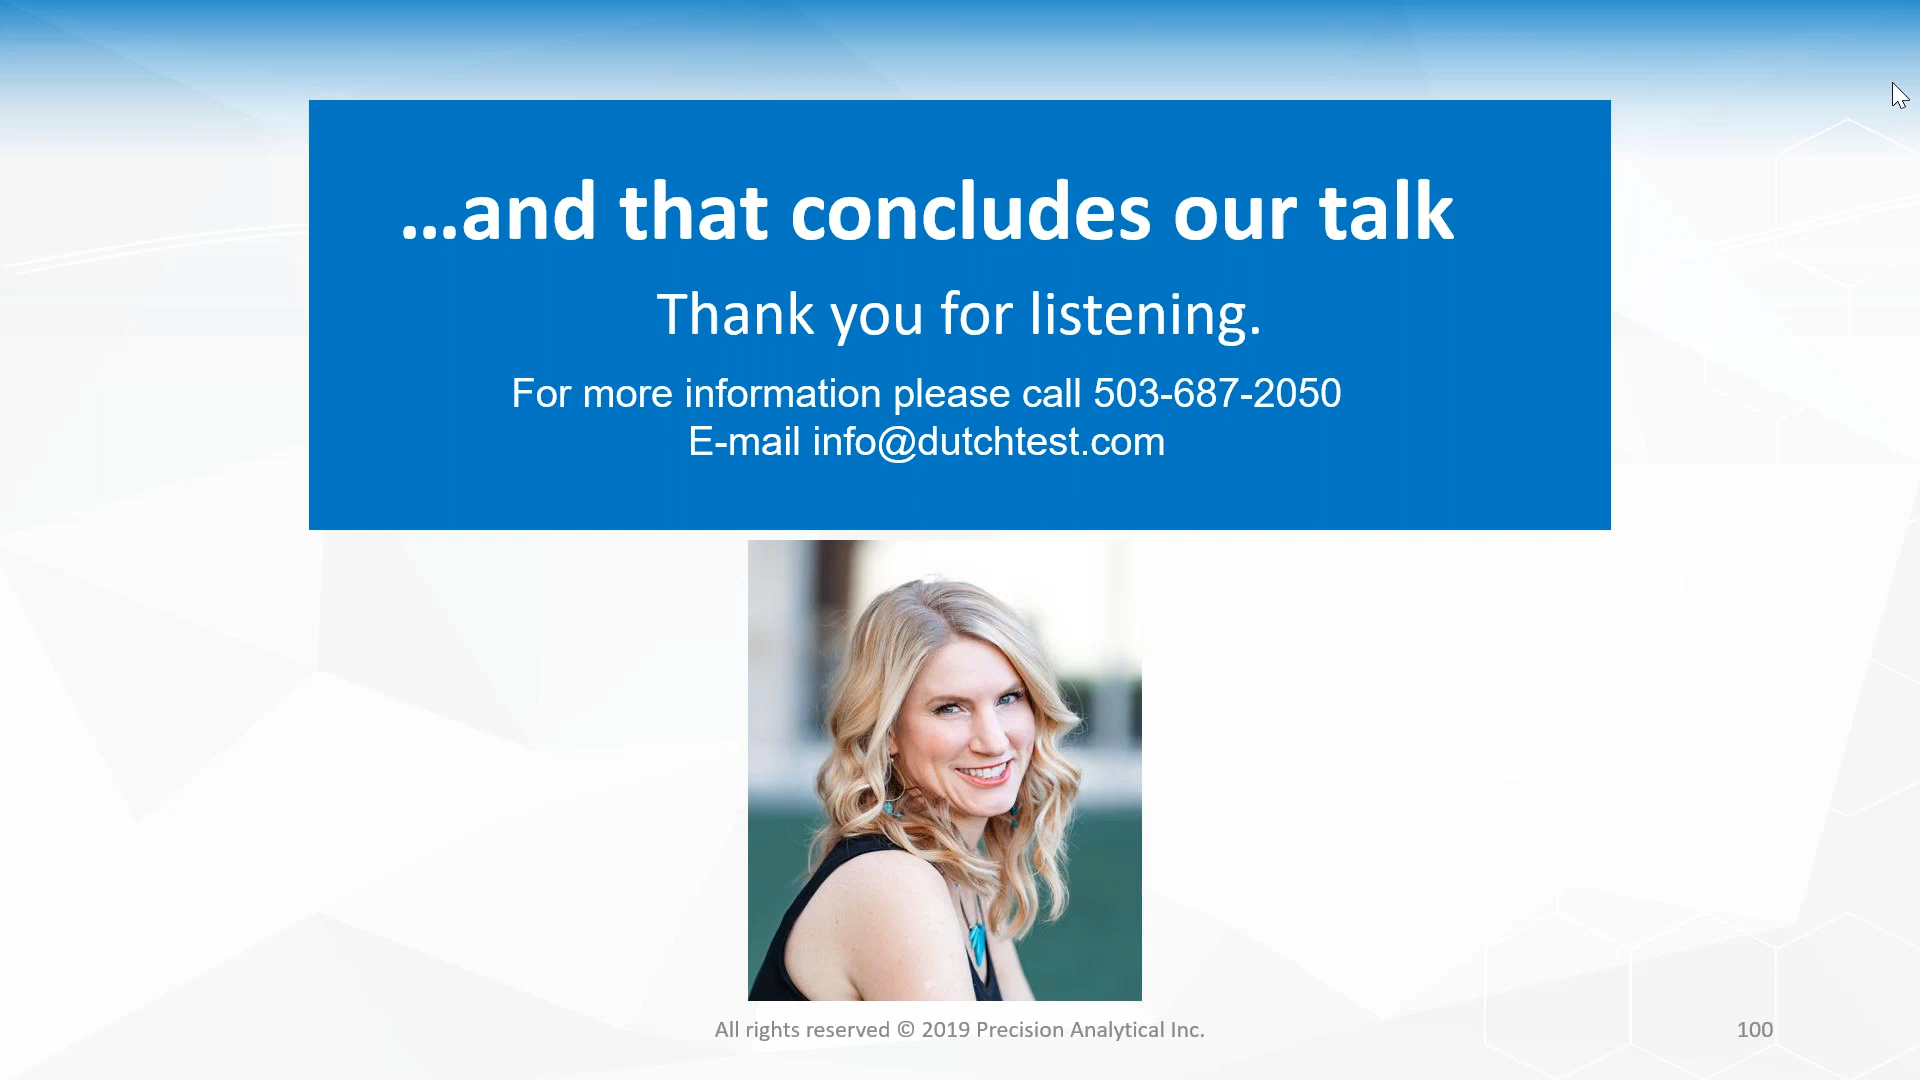 ...and that concludes our talk
Thank you for listening.
For more information please call 503-687-2050
E-mail info@dutchtest.com
All rights reserved © 2019 Precision Analytical Inc.
100